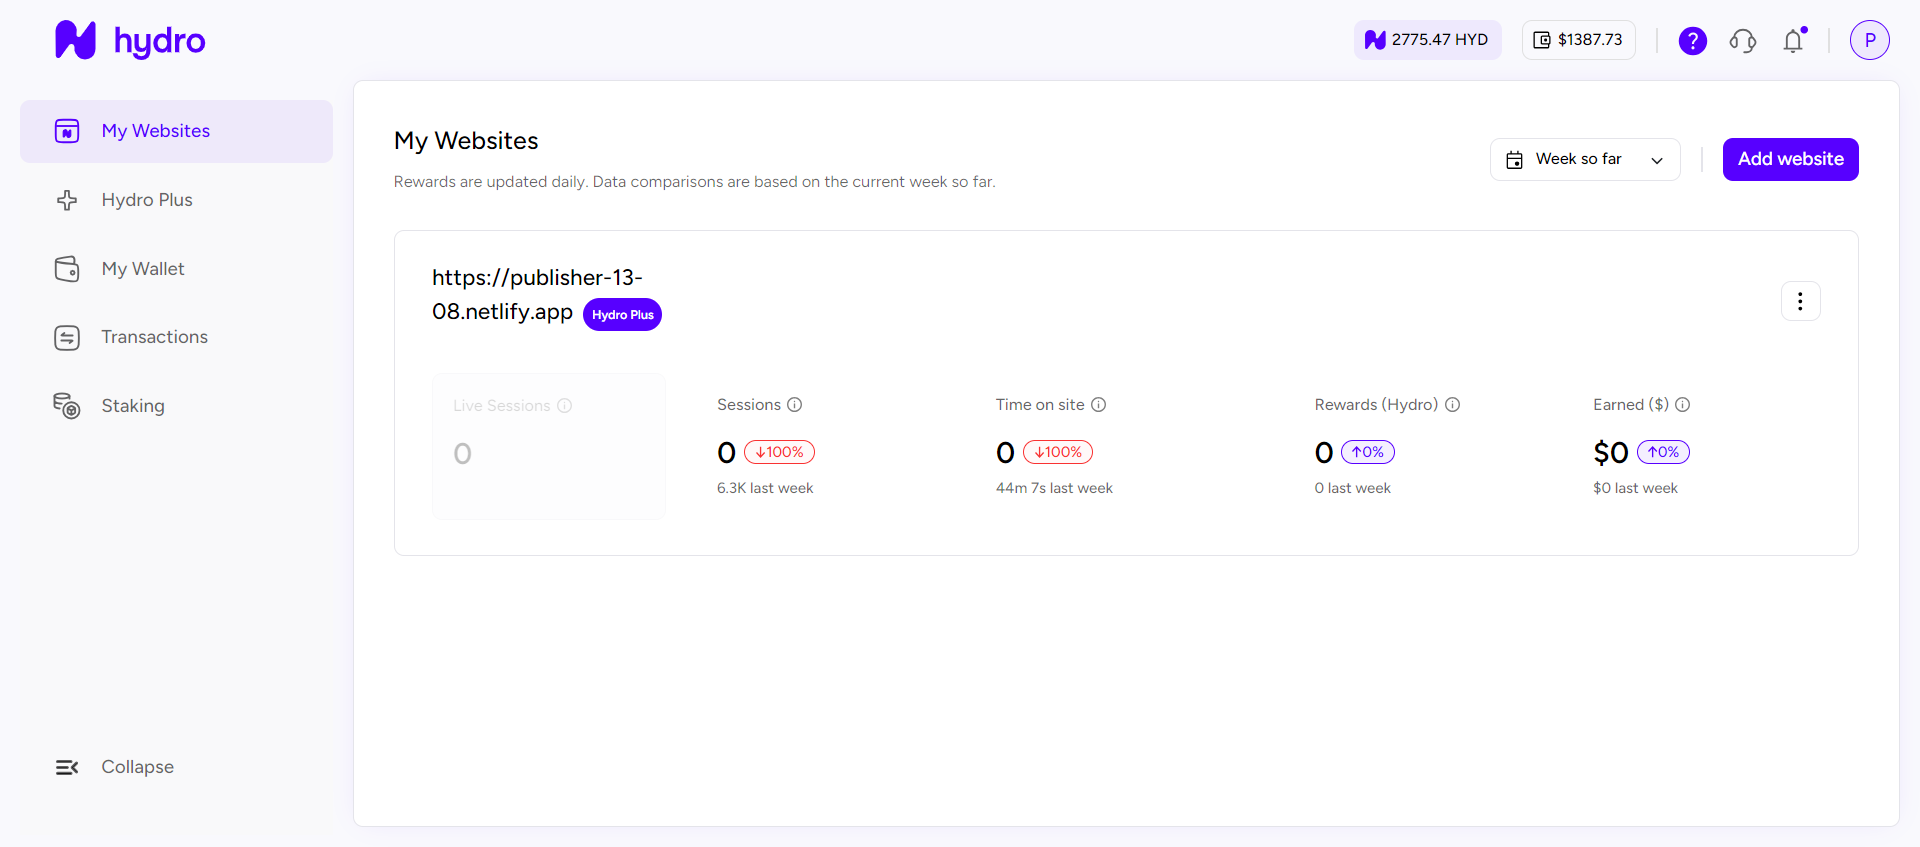 hydro
2775.47 HYD
$1387.73
?
P
My Websites
Hydro Plus
My Wallet
Transactions
Staking
Collapse
My Websites
Rewards are updated daily. Data comparisons are based on the current week so far.
Week so far
Add website
https://publisher-13-
08.netlify.app Hydro Plus
Live Sessions
0
Sessions
0 ↓100%
6.3K last week
Time on site
0 ↓100%
44m 7s last week
Rewards (Hydro)
0 ↑0%
0 last week
Earned ($)
$0 ↑0%
$0 last week